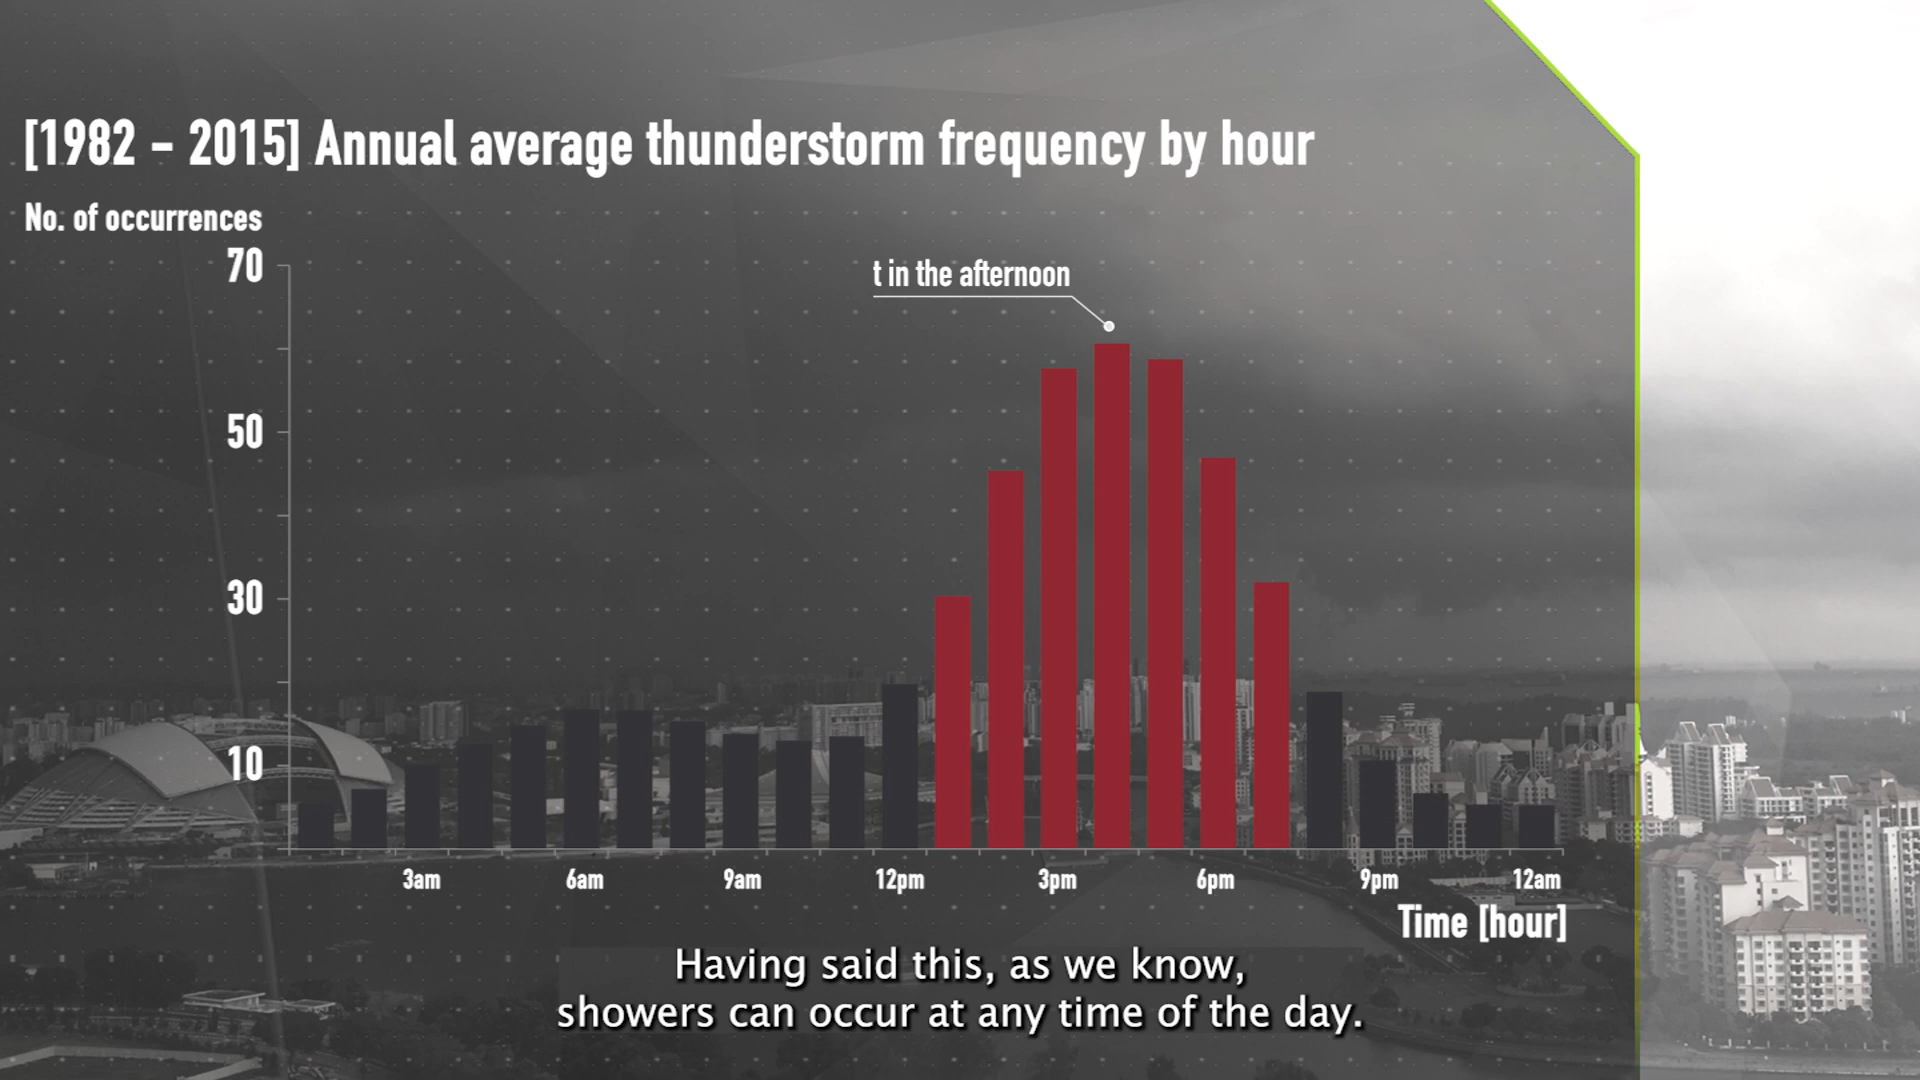 [1982 – 2015] Annual average thunderstorm frequency by hour
No. of occurrences
70
t in the afternoon
50
30
10
3am 6am 9am 12pm 3pm 6pm 9pm 12am
Time [hour]
Having said this, as we know,
showers can occur at any time of the day.